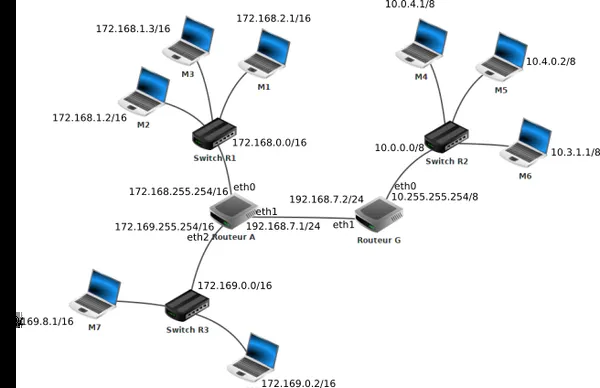 10.0.4.1/8
172.168.2.1/16
172.168.1.3/16
M3
M1
M4
10.4.0.2/8
M5
172.168.1.2/16
M2
172.168.0.0/16
Switch R1
10.0.0.0/8
Switch R2
10.3.1.1/8
M6
172.168.255.254/16
eth0
eth0
10.255.255.254/8
192.168.7.2/24
eth1
172.169.255.254/16
eth2
Routeur A
192.168.7.1/24
eth1
Routeur G
172.169.0.0/16
169.8.1/16
M7
Switch R3
172.169.0.2/16